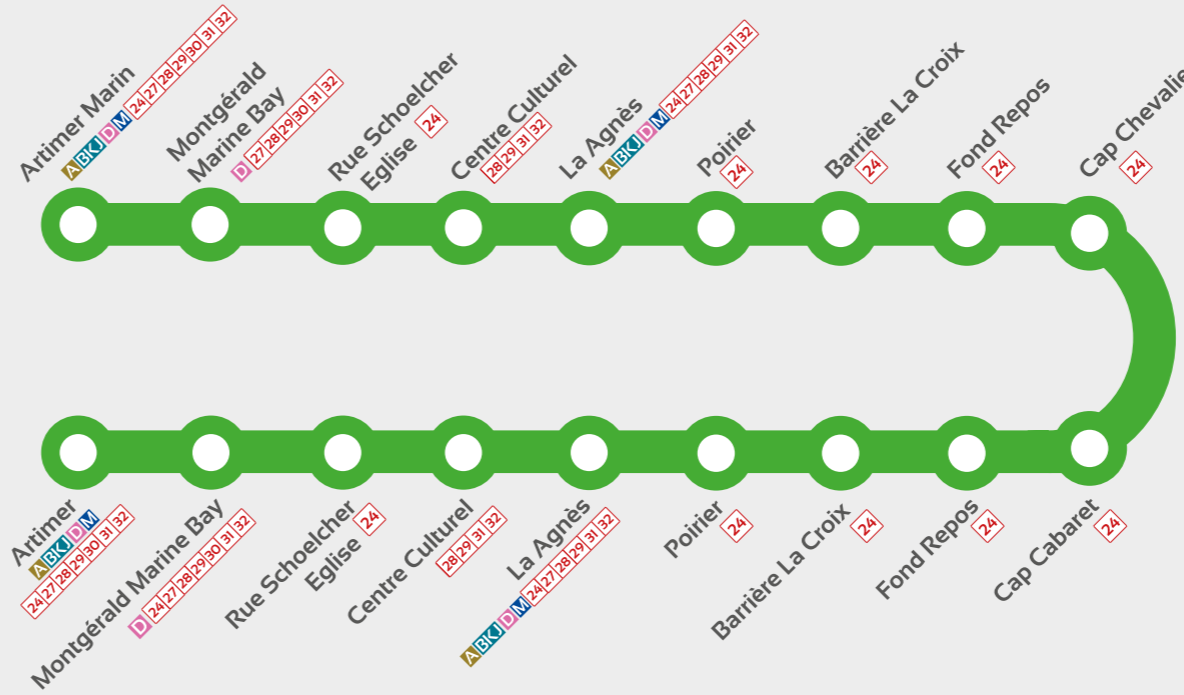 Artimer Marin
A BKJ D M 24 27 28 29 30 31 32
Montgérald
Marine Bay
D 27 28 29 30 31 32
Rue Schoelcher
Eglise 24
Centre Culturel
28 29 31 32
La Agnès
A BKJ D M 24 27 28 29 31 32
Poirier
24
Barrière La Croix
24
Fond Repos
24
Cap Chevalie
24
Artimer
A BKJ D M
24 27 28 29 30 31 32
Montgérald Marine Bay
D 24 27 28 29 30 31 32
Rue Schoelcher
Eglise 24
Centre Culturel
28 29 31 32
La Agnès
A BKJ D M 24 27 28 29 31 32
Poirier
24
Barrière La Croix
24
Fond Repos
24
Cap Cabaret
24